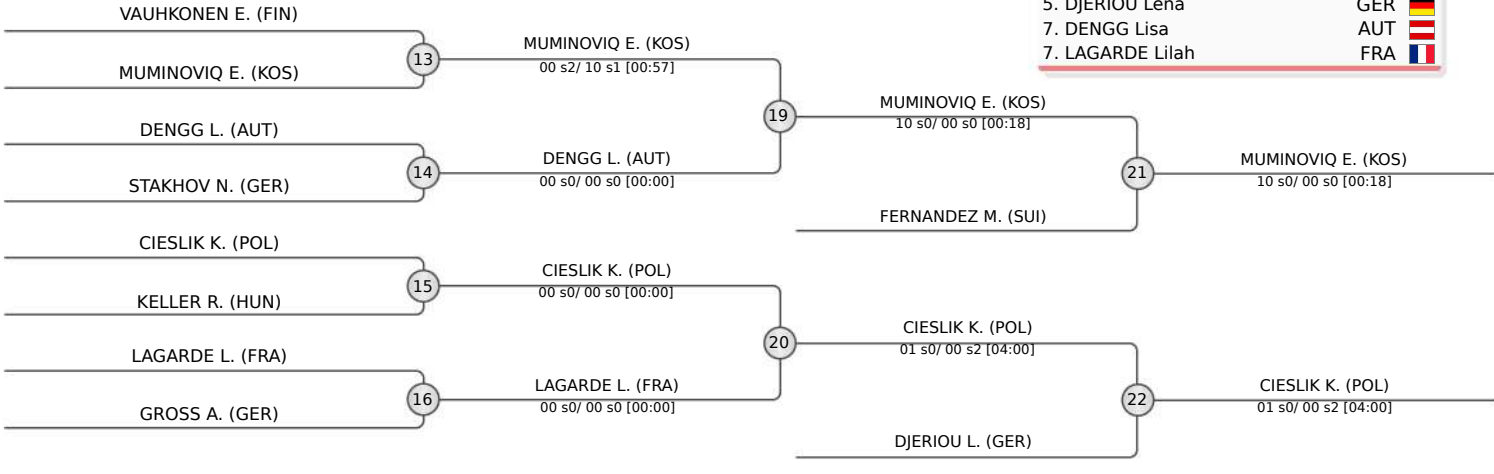 VAUHKONEN E. (FIN)
13
MUMINOVIQ E. (KOS)
MUMINOVIQ E. (KOS)
00 s2/ 10 s1 [00:57]
DENGG L. (AUT)
14
STAKHOV N. (GER)
DENGG L. (AUT)
00 s0/ 00 s0 [00:00]
19
MUMINOVIQ E. (KOS)
10 s0/ 00 s0 [00:18]
FERNANDEZ M. (SUI)
21
MUMINOVIQ E. (KOS)
10 s0/ 00 s0 [00:18]
CIESLIK K. (POL)
15
KELLER R. (HUN)
CIESLIK K. (POL)
00 s0/ 00 s0 [00:00]
LAGARDE L. (FRA)
16
GROSS A. (GER)
LAGARDE L. (FRA)
00 s0/ 00 s0 [00:00]
20
CIESLIK K. (POL)
01 s0/ 00 s2 [04:00]
DJERIOU L. (GER)
22
CIESLIK K. (POL)
01 s0/ 00 s2 [04:00]
5. DJERIOU Lena GER
7. DENGG Lisa AUT
7. LAGARDE Lilah FRA